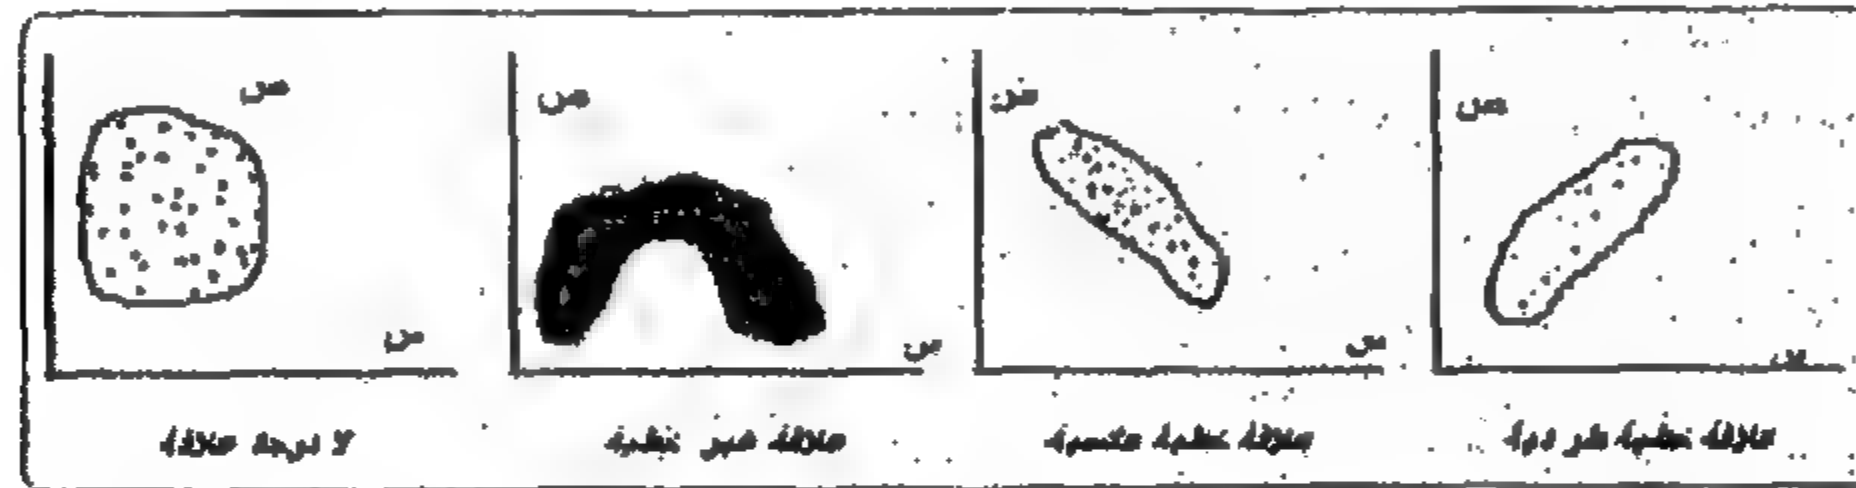 ص
س
علاقة خطية طردية
ص
س
علاقة خطية عكسية
ص
س
علاقة غير خطية
ص
س
لا توجد علاقة